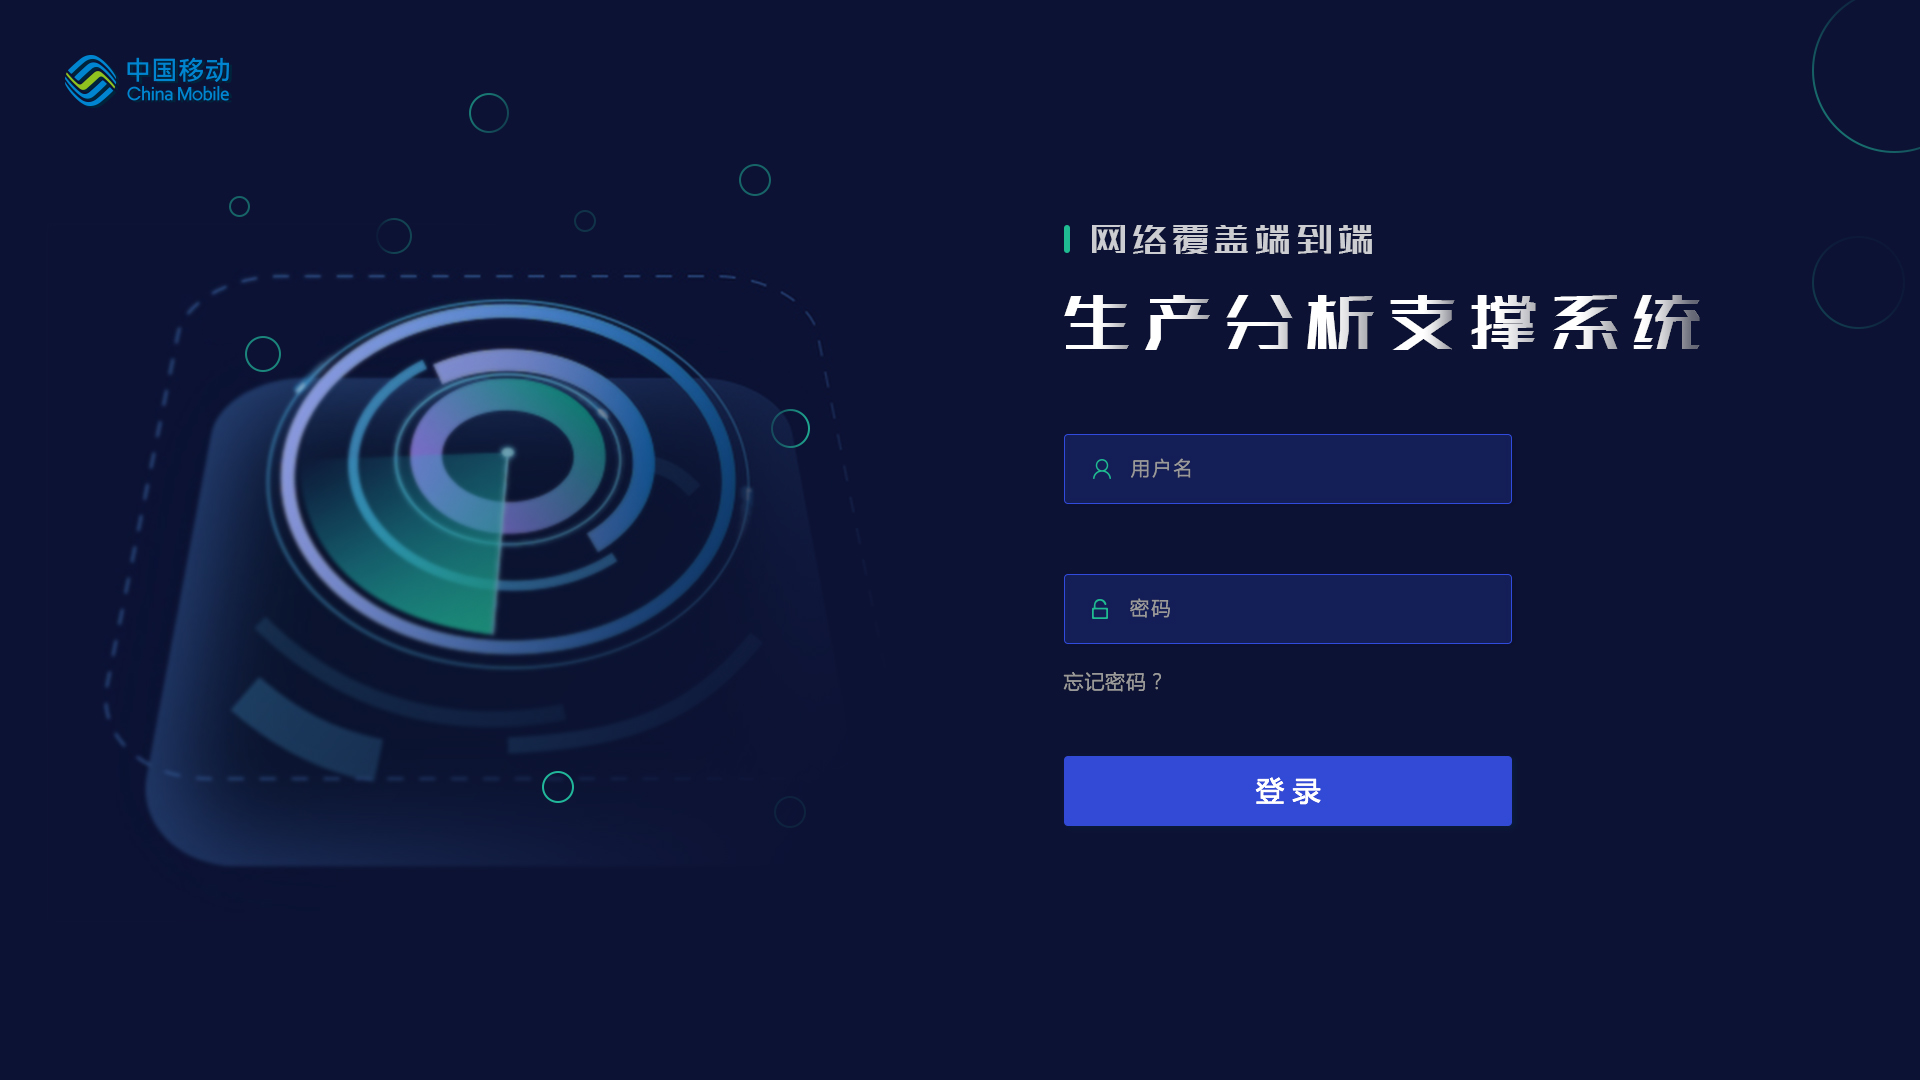 中国移动
China Mobile
网络覆盖端到端
生产分析支撑系统
用户名
密码
忘记密码？
登录